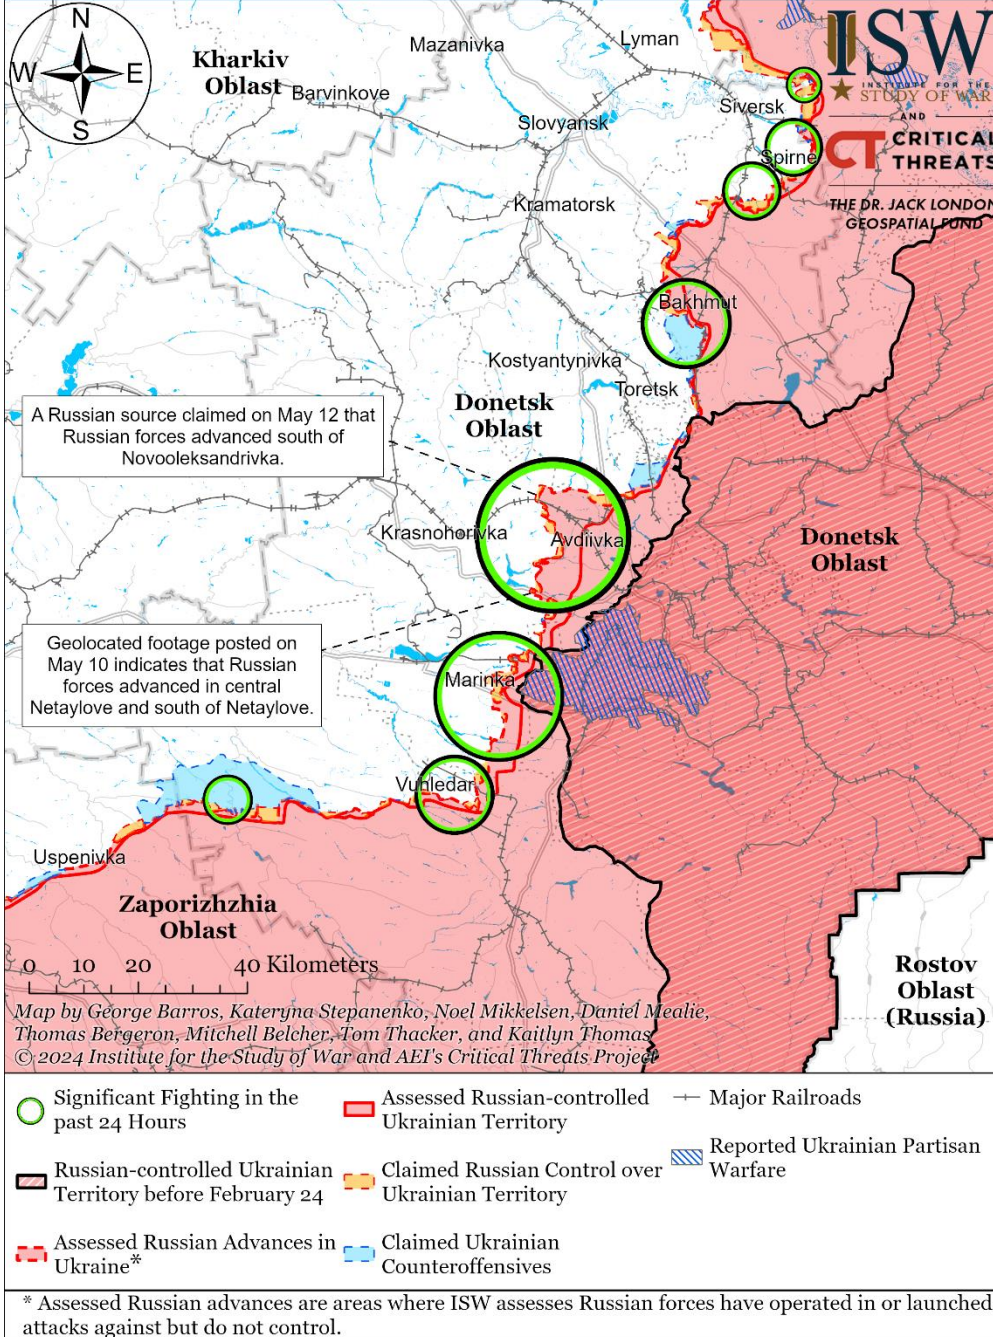 N
W
E
S
Kharkiv
Oblast
Mazanivka
Lyman
Barvinkove
Slovyansk
Siversk
ISW
INSTITUTE FOR THE
STUDY OF WAR
AND
CT CRITICAL
THREATS
THE DR. JACK LONDON
GEOSPATIAL FUND
Spirne
Kramatorsk
Bakhmut
Kostyantynivka
Toretsk
Donetsk
Oblast
A Russian source claimed on May 12 that
Russian forces advanced south of
Novooleksandrivka.
Krasnohorivka
Avdiivka
Donetsk
Oblast
Geolocated footage posted on
May 10 indicates that Russian
forces advanced in central
Netaylove and south of Netaylove.
Marinka
Vuhledar
Uspenivka
Zaporizhzhia
Oblast
0 10 20 40 Kilometers
Rostov
Oblast
(Russia)
Map by George Barros, Kateryna Stepanenko, Noel Mikkelsen, Daniel Mealie,
Thomas Bergeron, Mitchell Belcher, Tom Thacker, and Kaitlyn Thomas
© 2024 Institute for the Study of War and AEI's Critical Threats Project
Significant Fighting in the
past 24 Hours
Russian-controlled Ukrainian
Territory before February 24
Assessed Russian Advances in
Ukraine*
Assessed Russian-controlled
Ukrainian Territory
Claimed Russian Control over
Ukrainian Territory
Claimed Ukrainian
Counteroffensives
Major Railroads
Reported Ukrainian Partisan
Warfare
* Assessed Russian advances are areas where ISW assesses Russian forces have operated in or launched
attacks against but do not control.